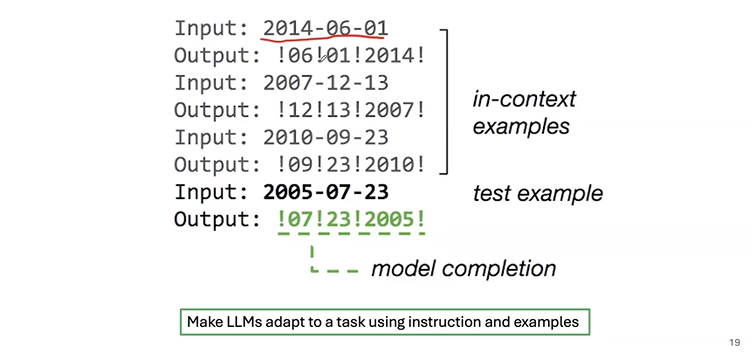 Input: 2014-06-01
Output: !06!01!2014!
Input: 2007-12-13
Output: !12!13!2007!
Input: 2010-09-23
Output: !09!23!2010!
in-context
examples
Input: 2005-07-23
test example
Output: !07!23!2005!
model completion
Make LLMs adapt to a task using instruction and examples
19